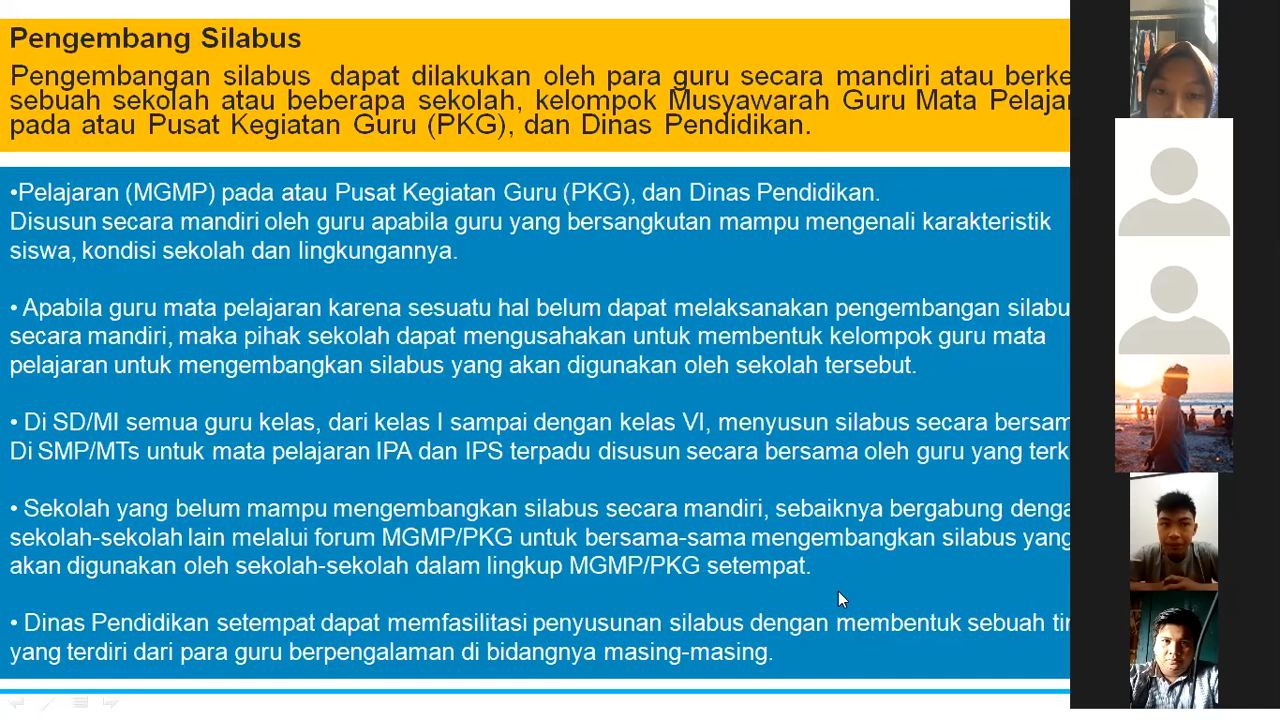 Pengembang Silabus
Pengembangan silabus dapat dilakukan oleh para guru secara mandiri atau
sebuah sekolah atau beberapa sekolah, kelompok Musyawarah Guru Mata
pada atau Pusat Kegiatan Guru (PKG), dan Dinas Pendidikan.
•Pelajaran (MGMP) pada atau Pusat Kegiatan Guru (PKG), dan Dinas Pendidikan.
Disusun secara mandiri oleh guru apabila guru yang bersangkutan mampu mengenali karakteristik
siswa, kondisi sekolah dan lingkungannya.
• Apabila guru mata pelajaran karena sesuatu hal belum dapat melaksanakan pengembangan
secara mandiri, maka pihak sekolah dapat mengusahakan untuk membentuk kelompok guru mata
pelajaran untuk mengembangkan silabus yang akan digunakan oleh sekolah tersebut.
• Di SD/MI semua guru kelas, dari kelas I sampai dengan kelas VI, menyusun silabus secara
Di SMP/MTs untuk mata pelajaran IPA dan IPS terpadu disusun secara bersama oleh guru yang
• Sekolah yang belum mampu mengembangkan silabus secara mandiri, sebaiknya bergabung
sekolah-sekolah lain melalui forum MGMP/PKG untuk bersama-sama mengembangkan silabus yang
akan digunakan oleh sekolah-sekolah dalam lingkup MGMP/PKG setempat.
• Dinas Pendidikan setempat dapat memfasilitasi penyusunan silabus dengan membentuk sebuah
yang terdiri dari para guru berpengalaman di bidangnya masing-masing.